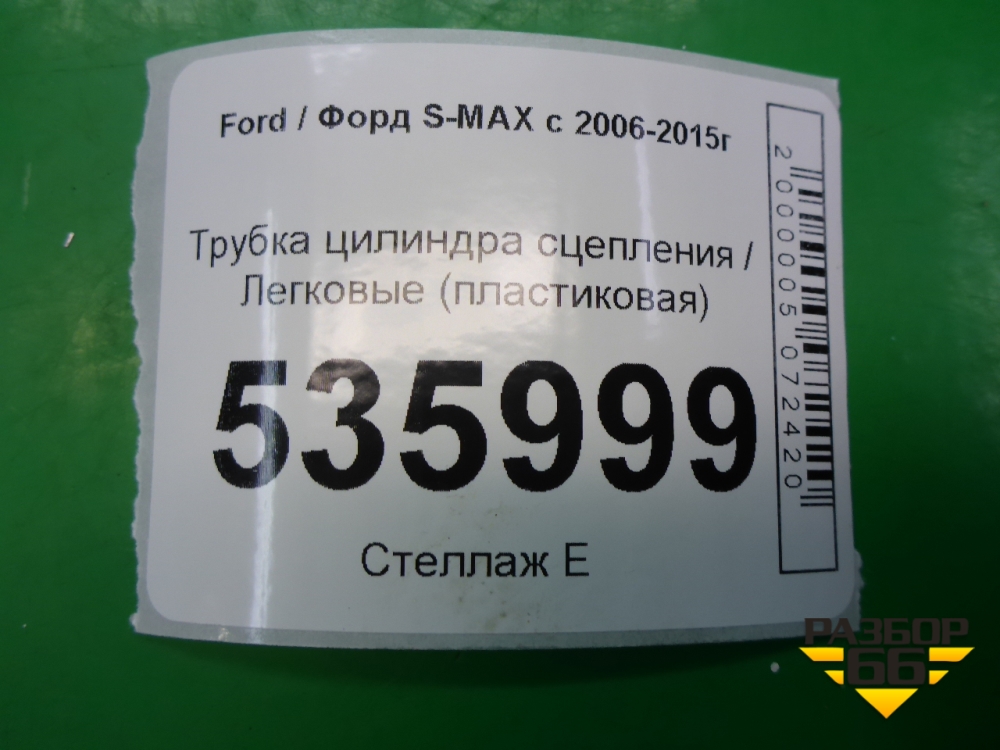 Ford / Форд S-MAX с 2006-2015г
Трубка цилиндра сцепления /
Легковые (пластиковая)
535999
Стеллаж Е
2000005072420
РАЗБОР
66